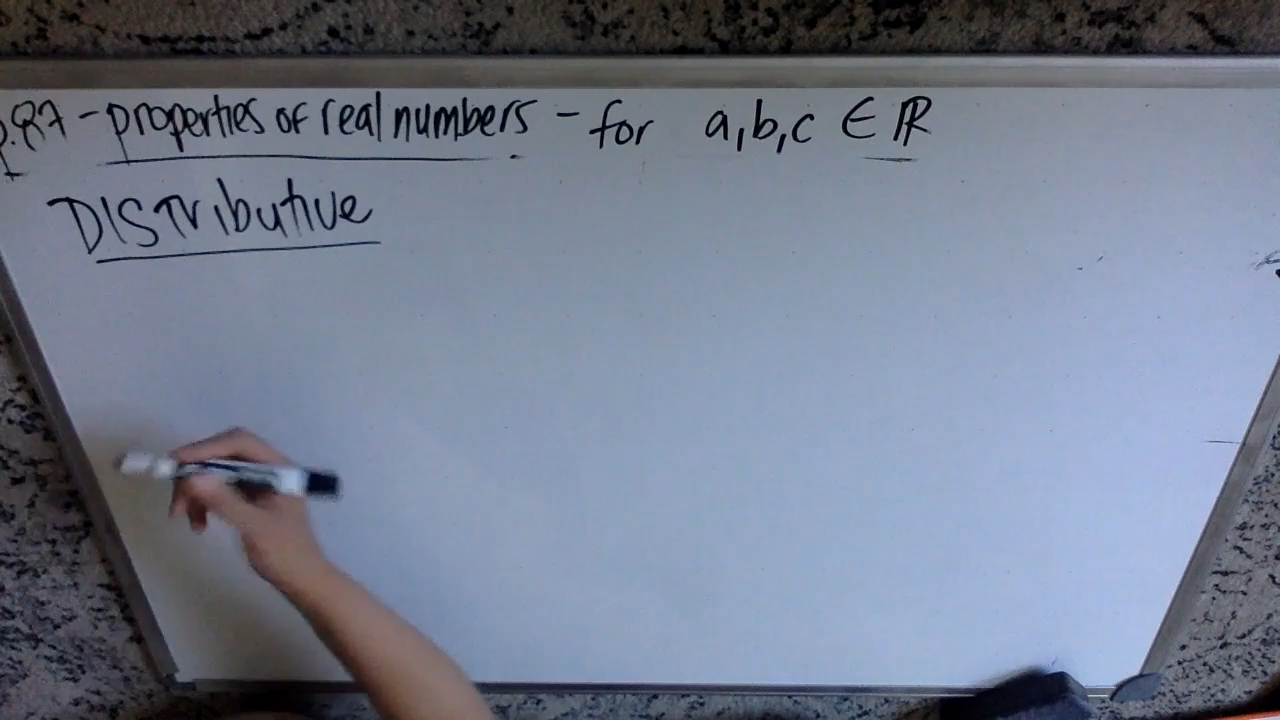 p.87 - properties of real numbers - for a,b,c ∈ ℝ
DISTributive